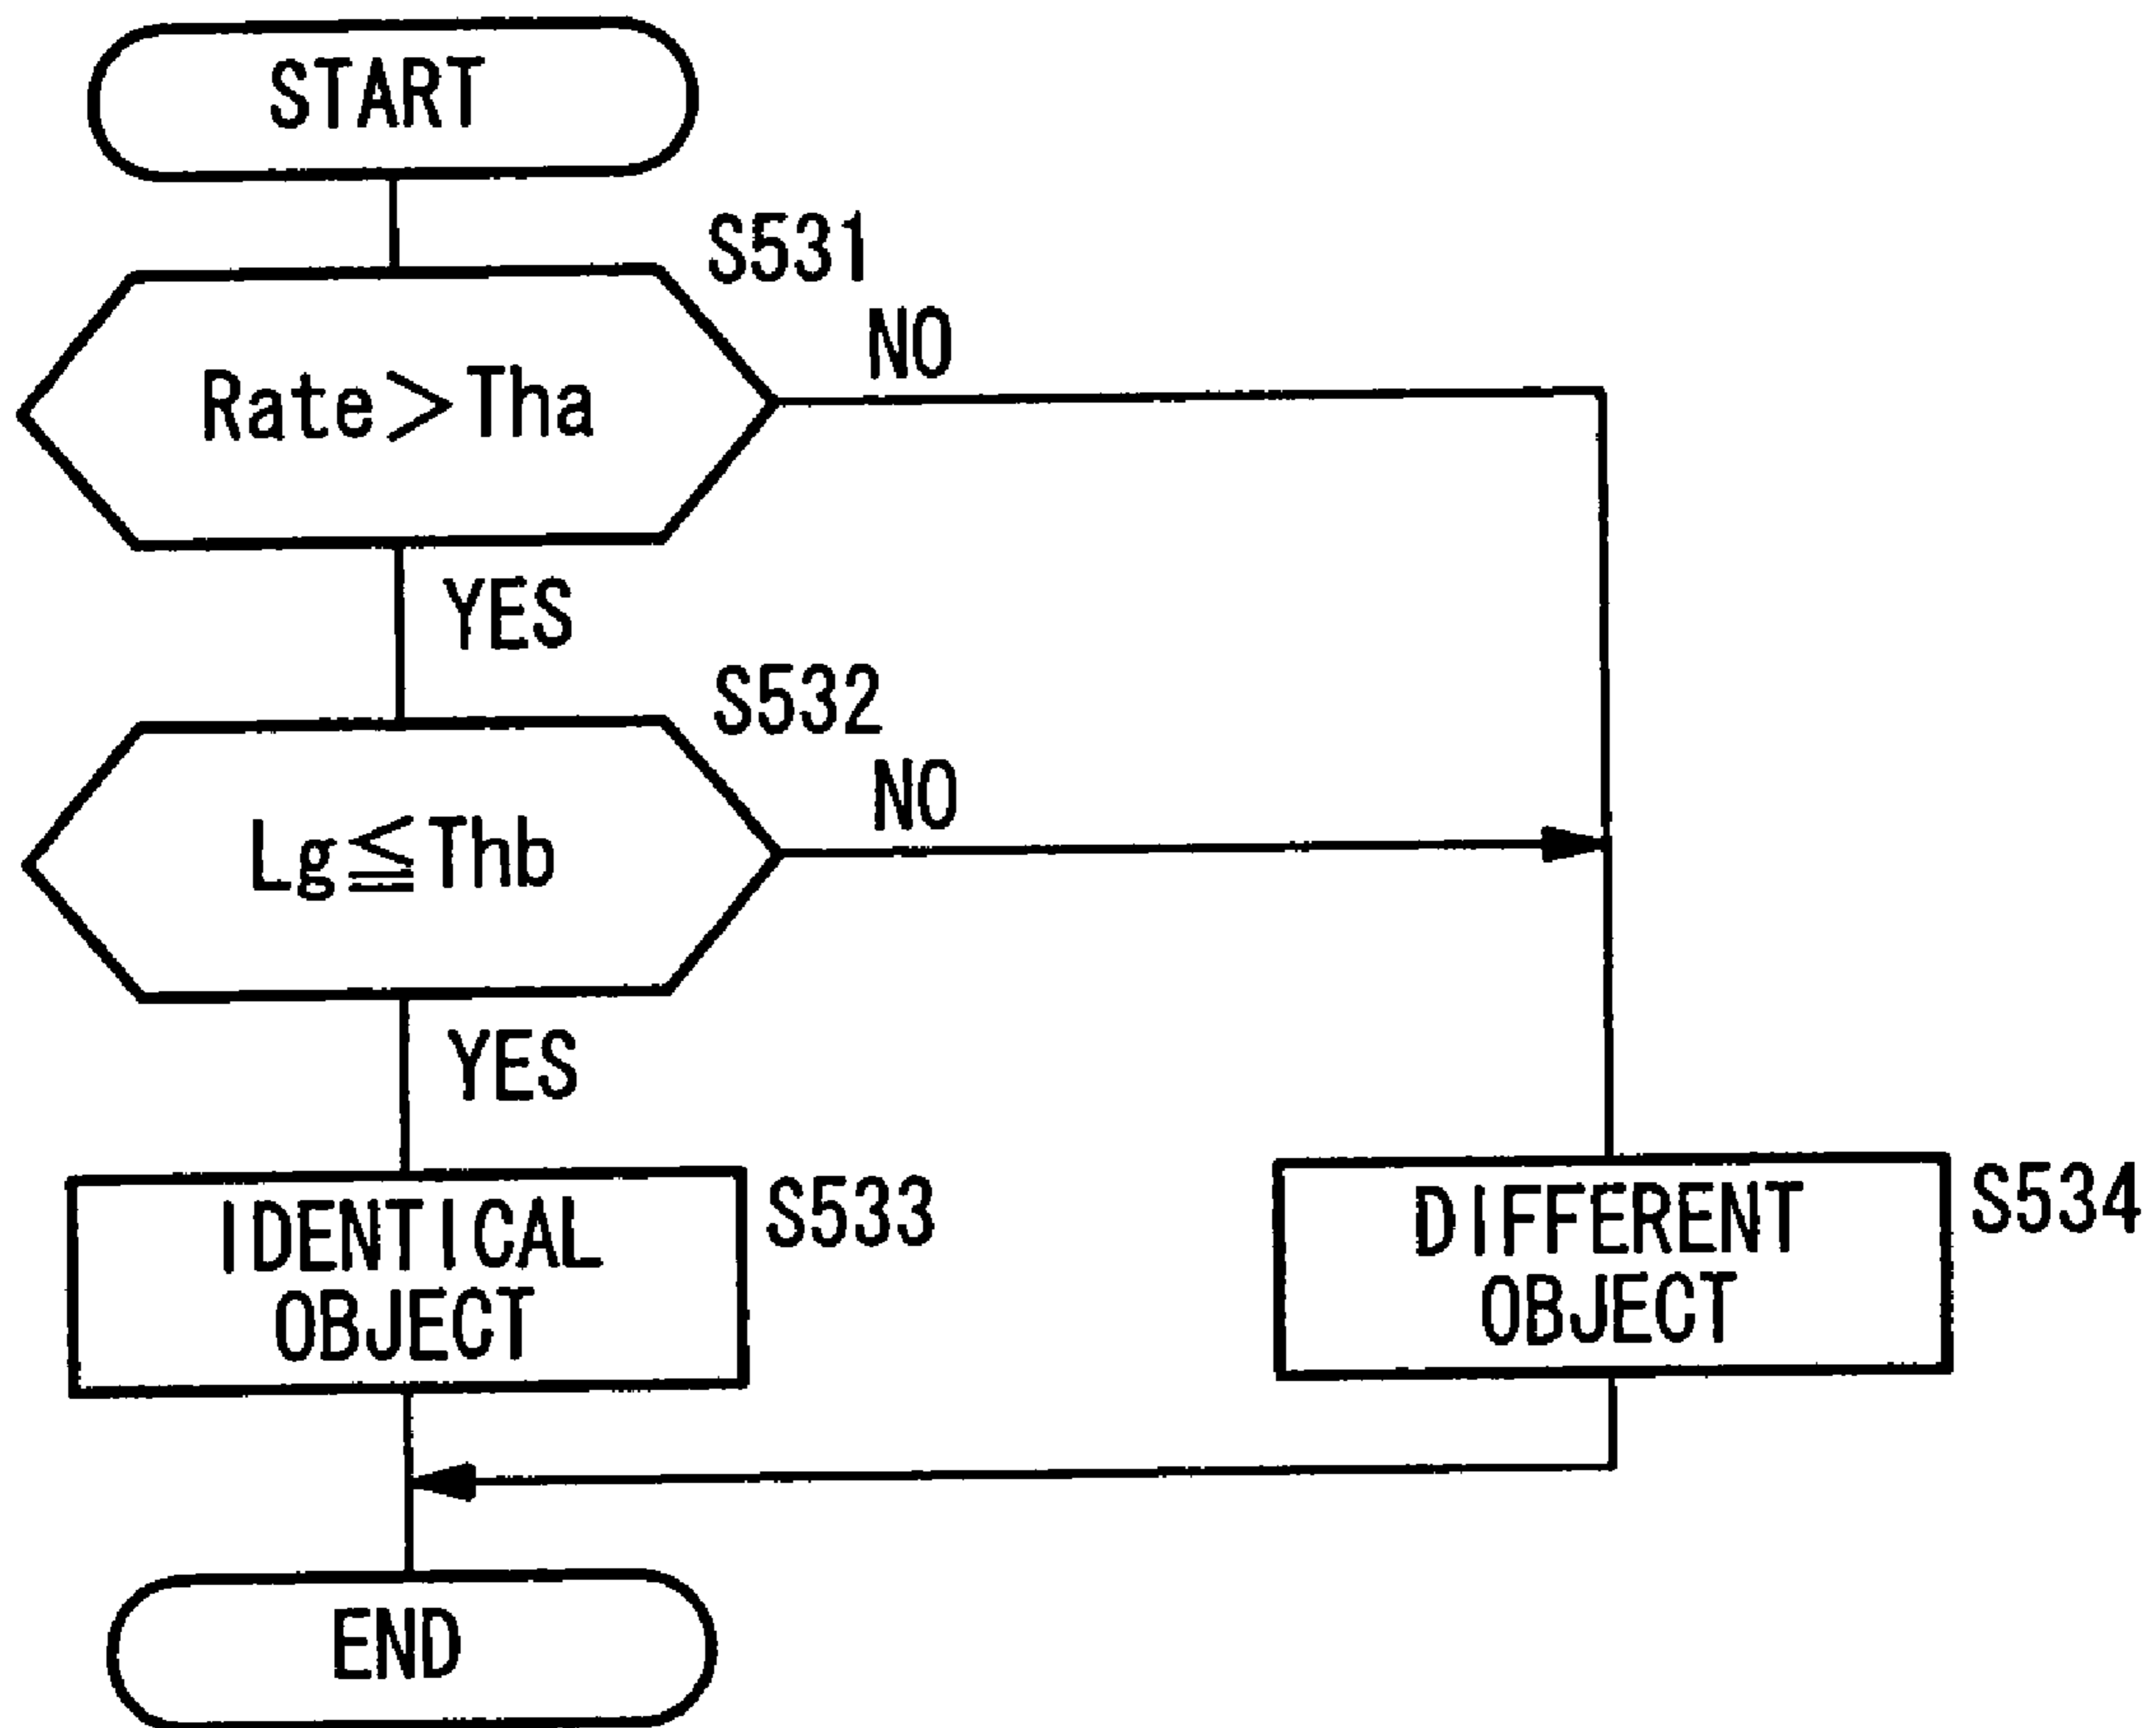 START
S531
Rate>Tha
NO
YES
S532
Lg≦Thb
NO
YES
IDENTICAL
OBJECT
S533
DIFFERENT
OBJECT
S534
END